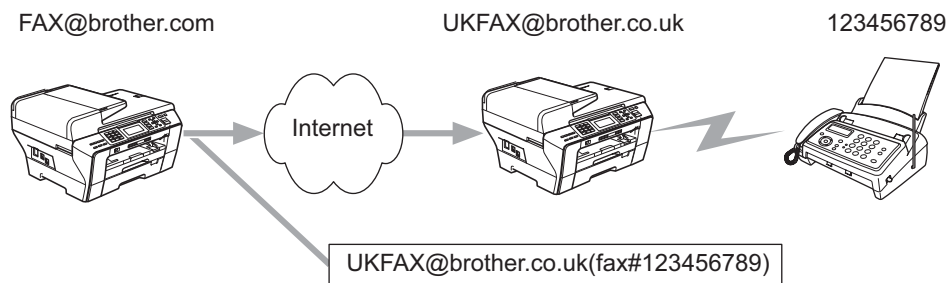 FAX@brother.com
UKFAX@brother.co.uk
123456789
Internet
UKFAX@brother.co.uk(fax#123456789)